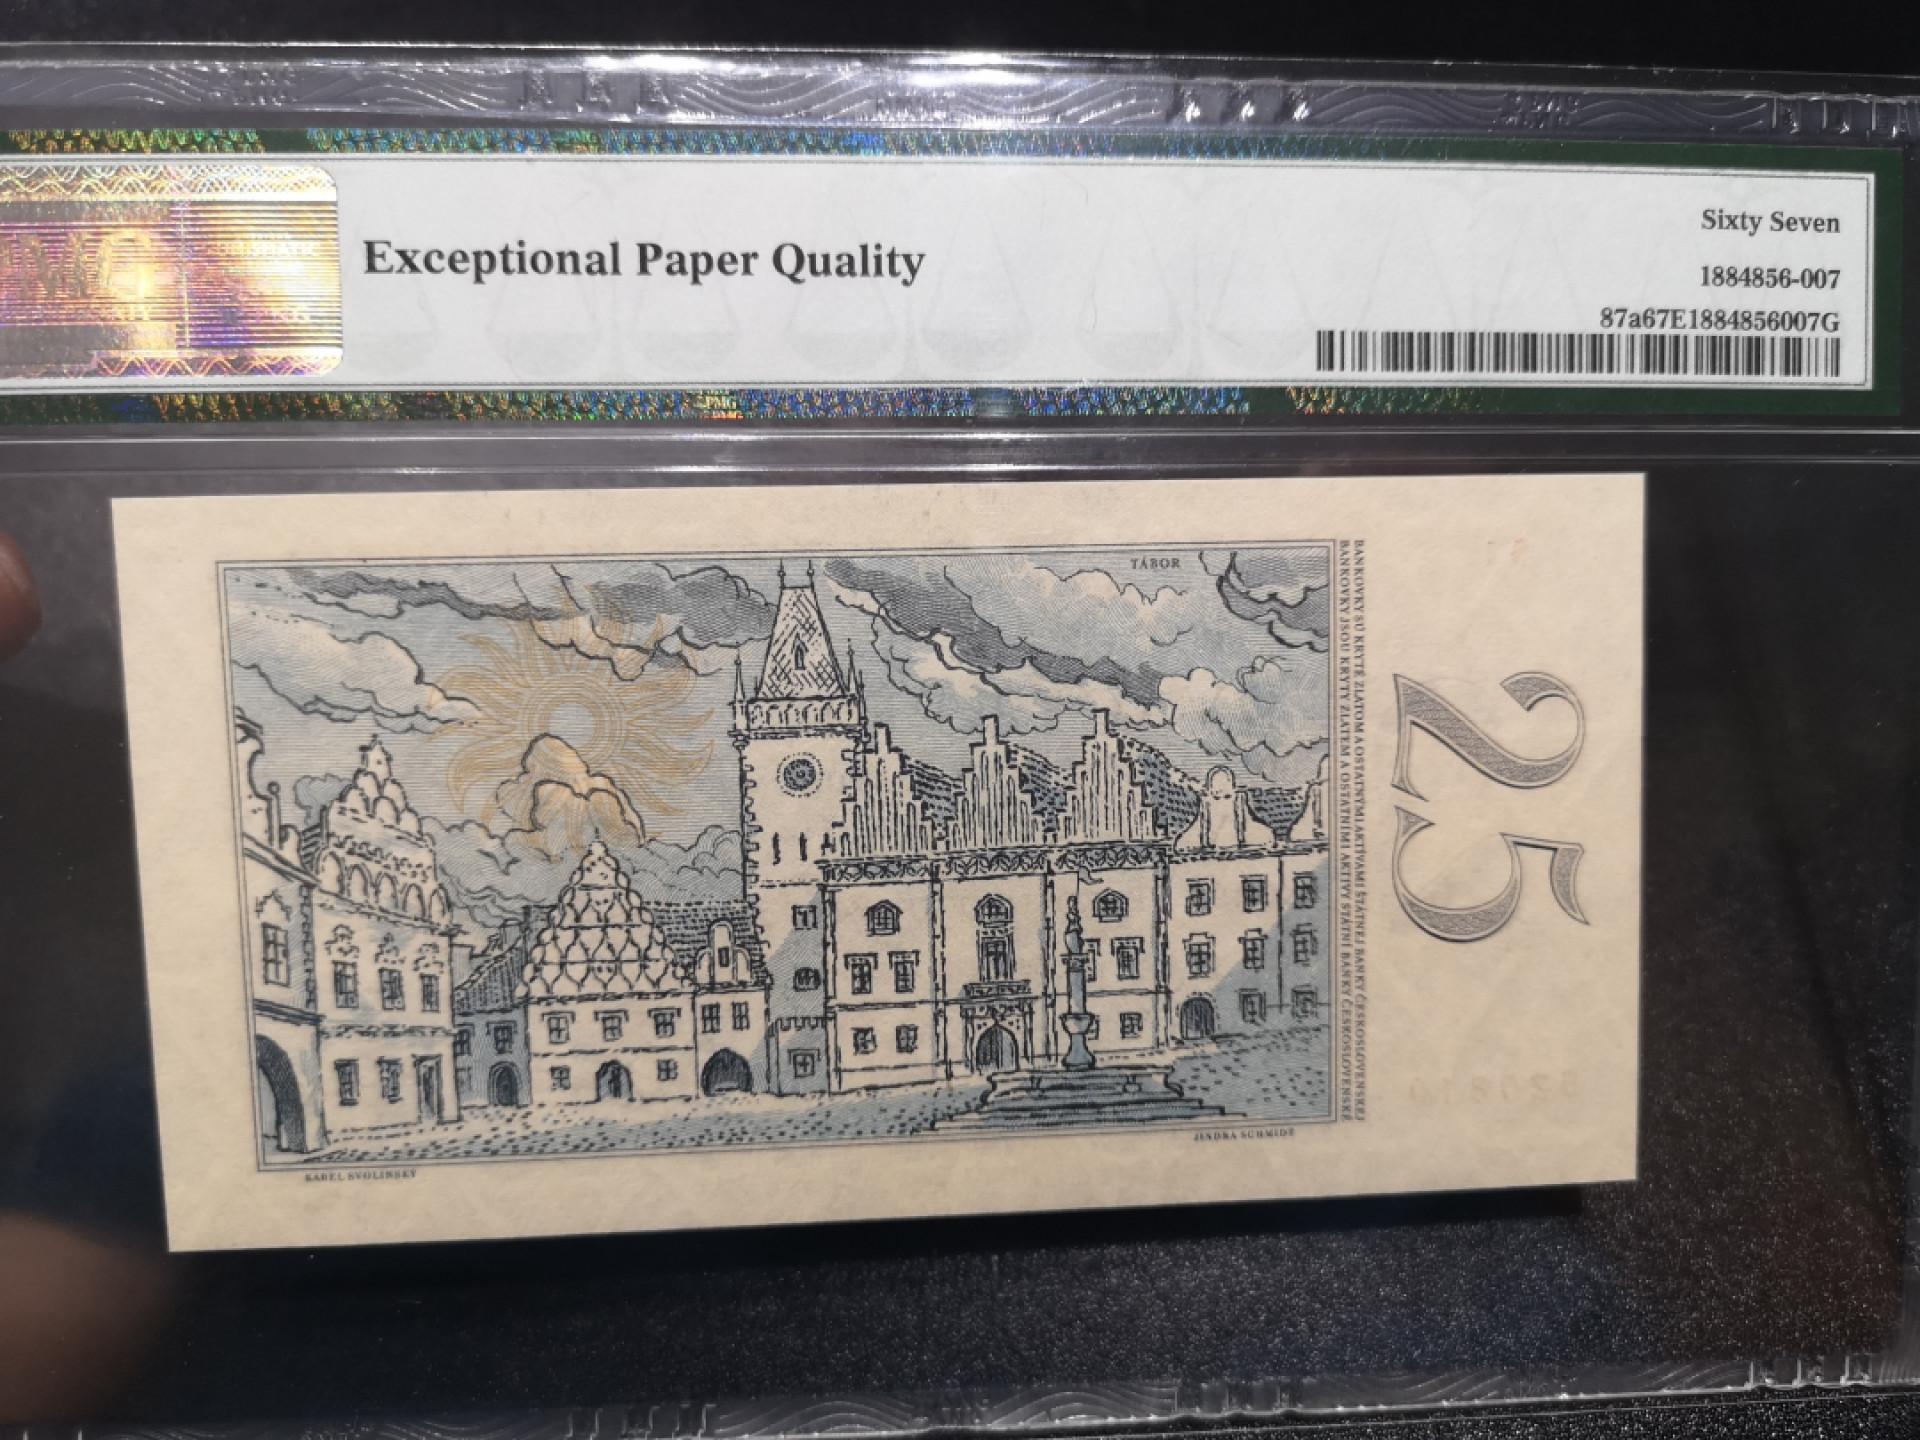 PMG
Exceptional Paper Quality
Sixty Seven
1884856-007
87a67E1884856007G
TÁBOR
BANKOVKY SÚ KRYTÉ ZLATOM A OSTATNÝMI AKTÍVAMI ŠTÁTNEJ BANKY ČESKOSLOVENSKEJ
BANKOVKY JSOU KRYTY ZLATEM A OSTATNÍMI AKTIVY STÁTNÍ BANKY ČESKOSLOVENSKÉ
25
KAREL SVOLINSKÝ
JINDRA SCHMIDT